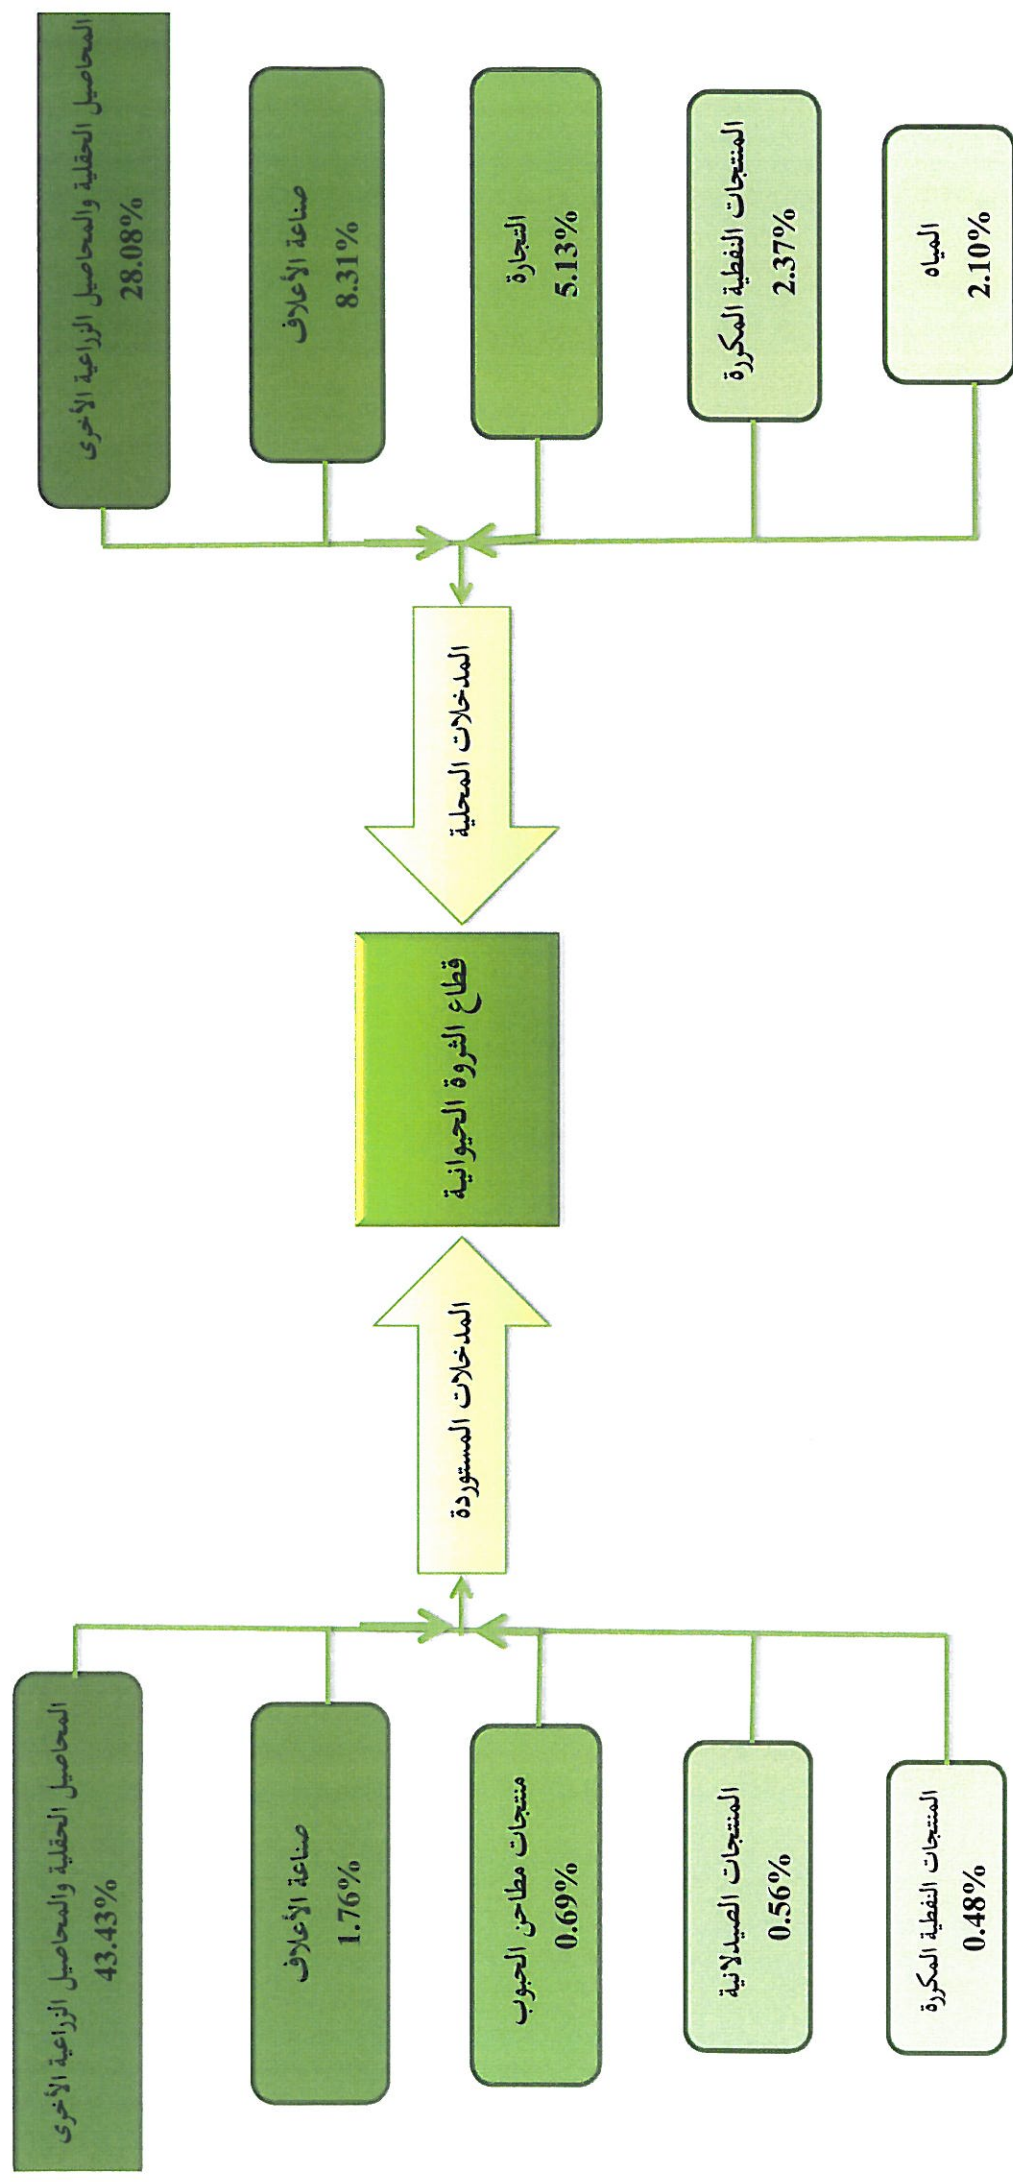 المحاصيل الحقلية والمحاصيل الزراعية الأخرى
28.08%
صناعة الأعلاف
8.31%
التجارة
5.13%
المنتجات النفطية المكررة
2.37%
المياه
2.10%
المدخلات المحلية
قطاع الثروة الحيوانية
المدخلات المستوردة
المحاصيل الحقلية والمحاصيل الزراعية الأخرى
43.43%
صناعة الأعلاف
1.76%
منتجات مطاحن الحبوب
0.69%
المنتجات الصيدلانية
0.56%
المنتجات النفطية المكررة
0.48%